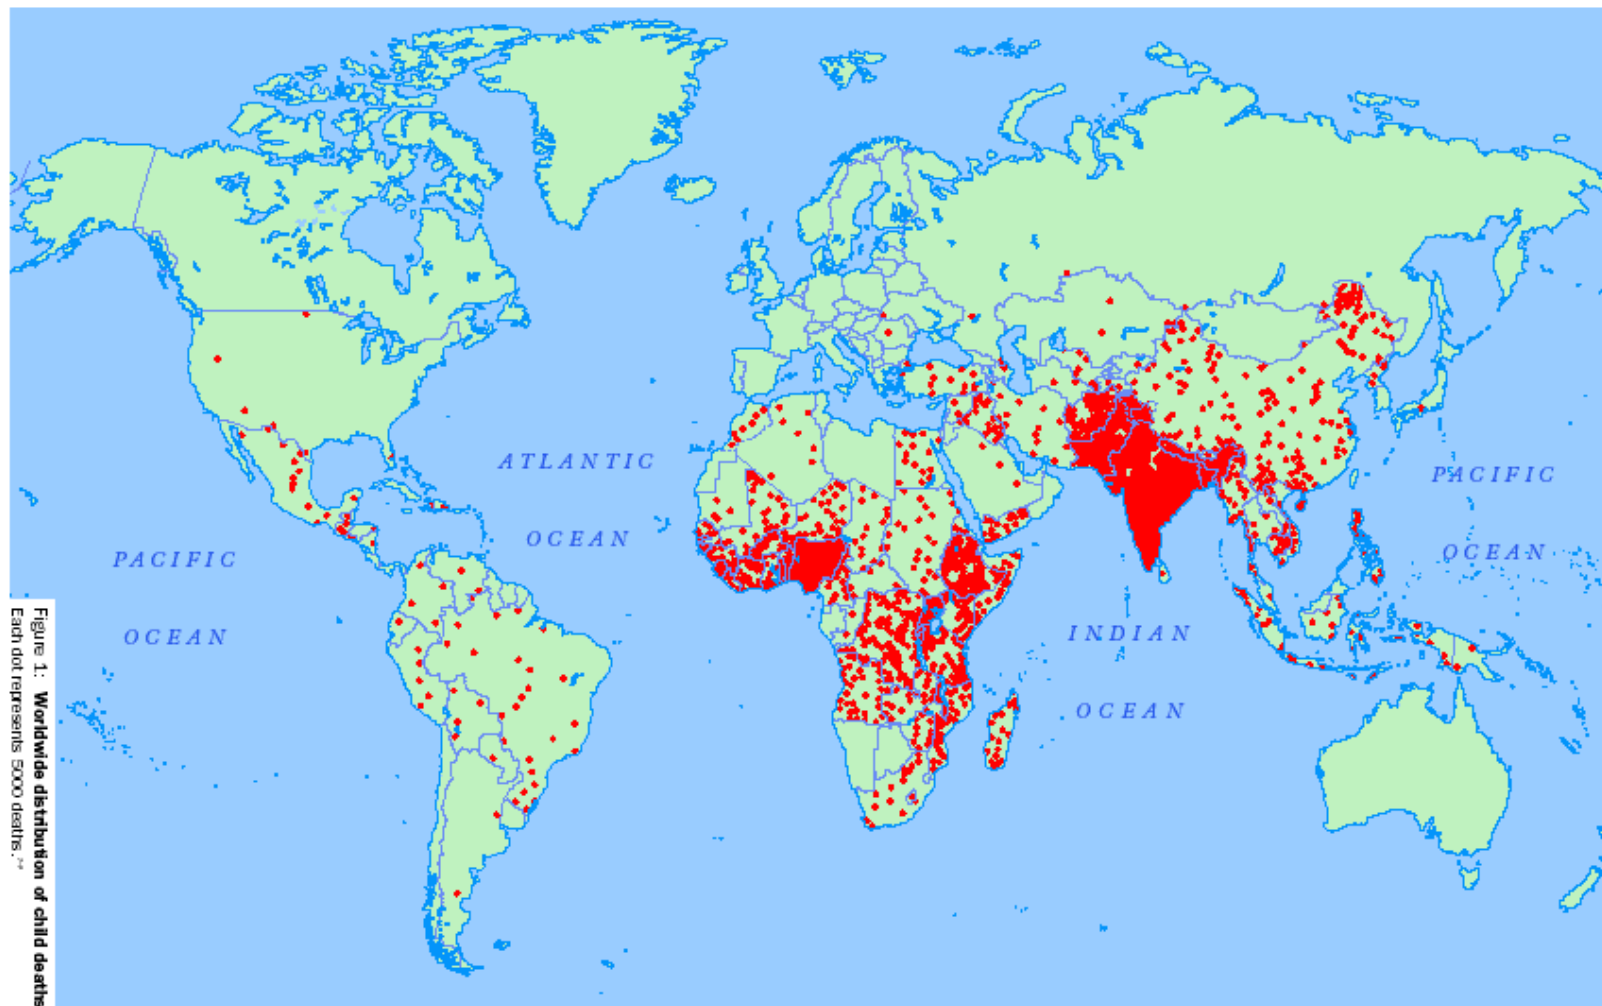 ATLANTIC
OCEAN
PACIFIC
OCEAN
PACIFIC
OCEAN
INDIAN
OCEAN
Figure 1: Worldwide distribution of child deaths
Each dot represents 5000 deaths.